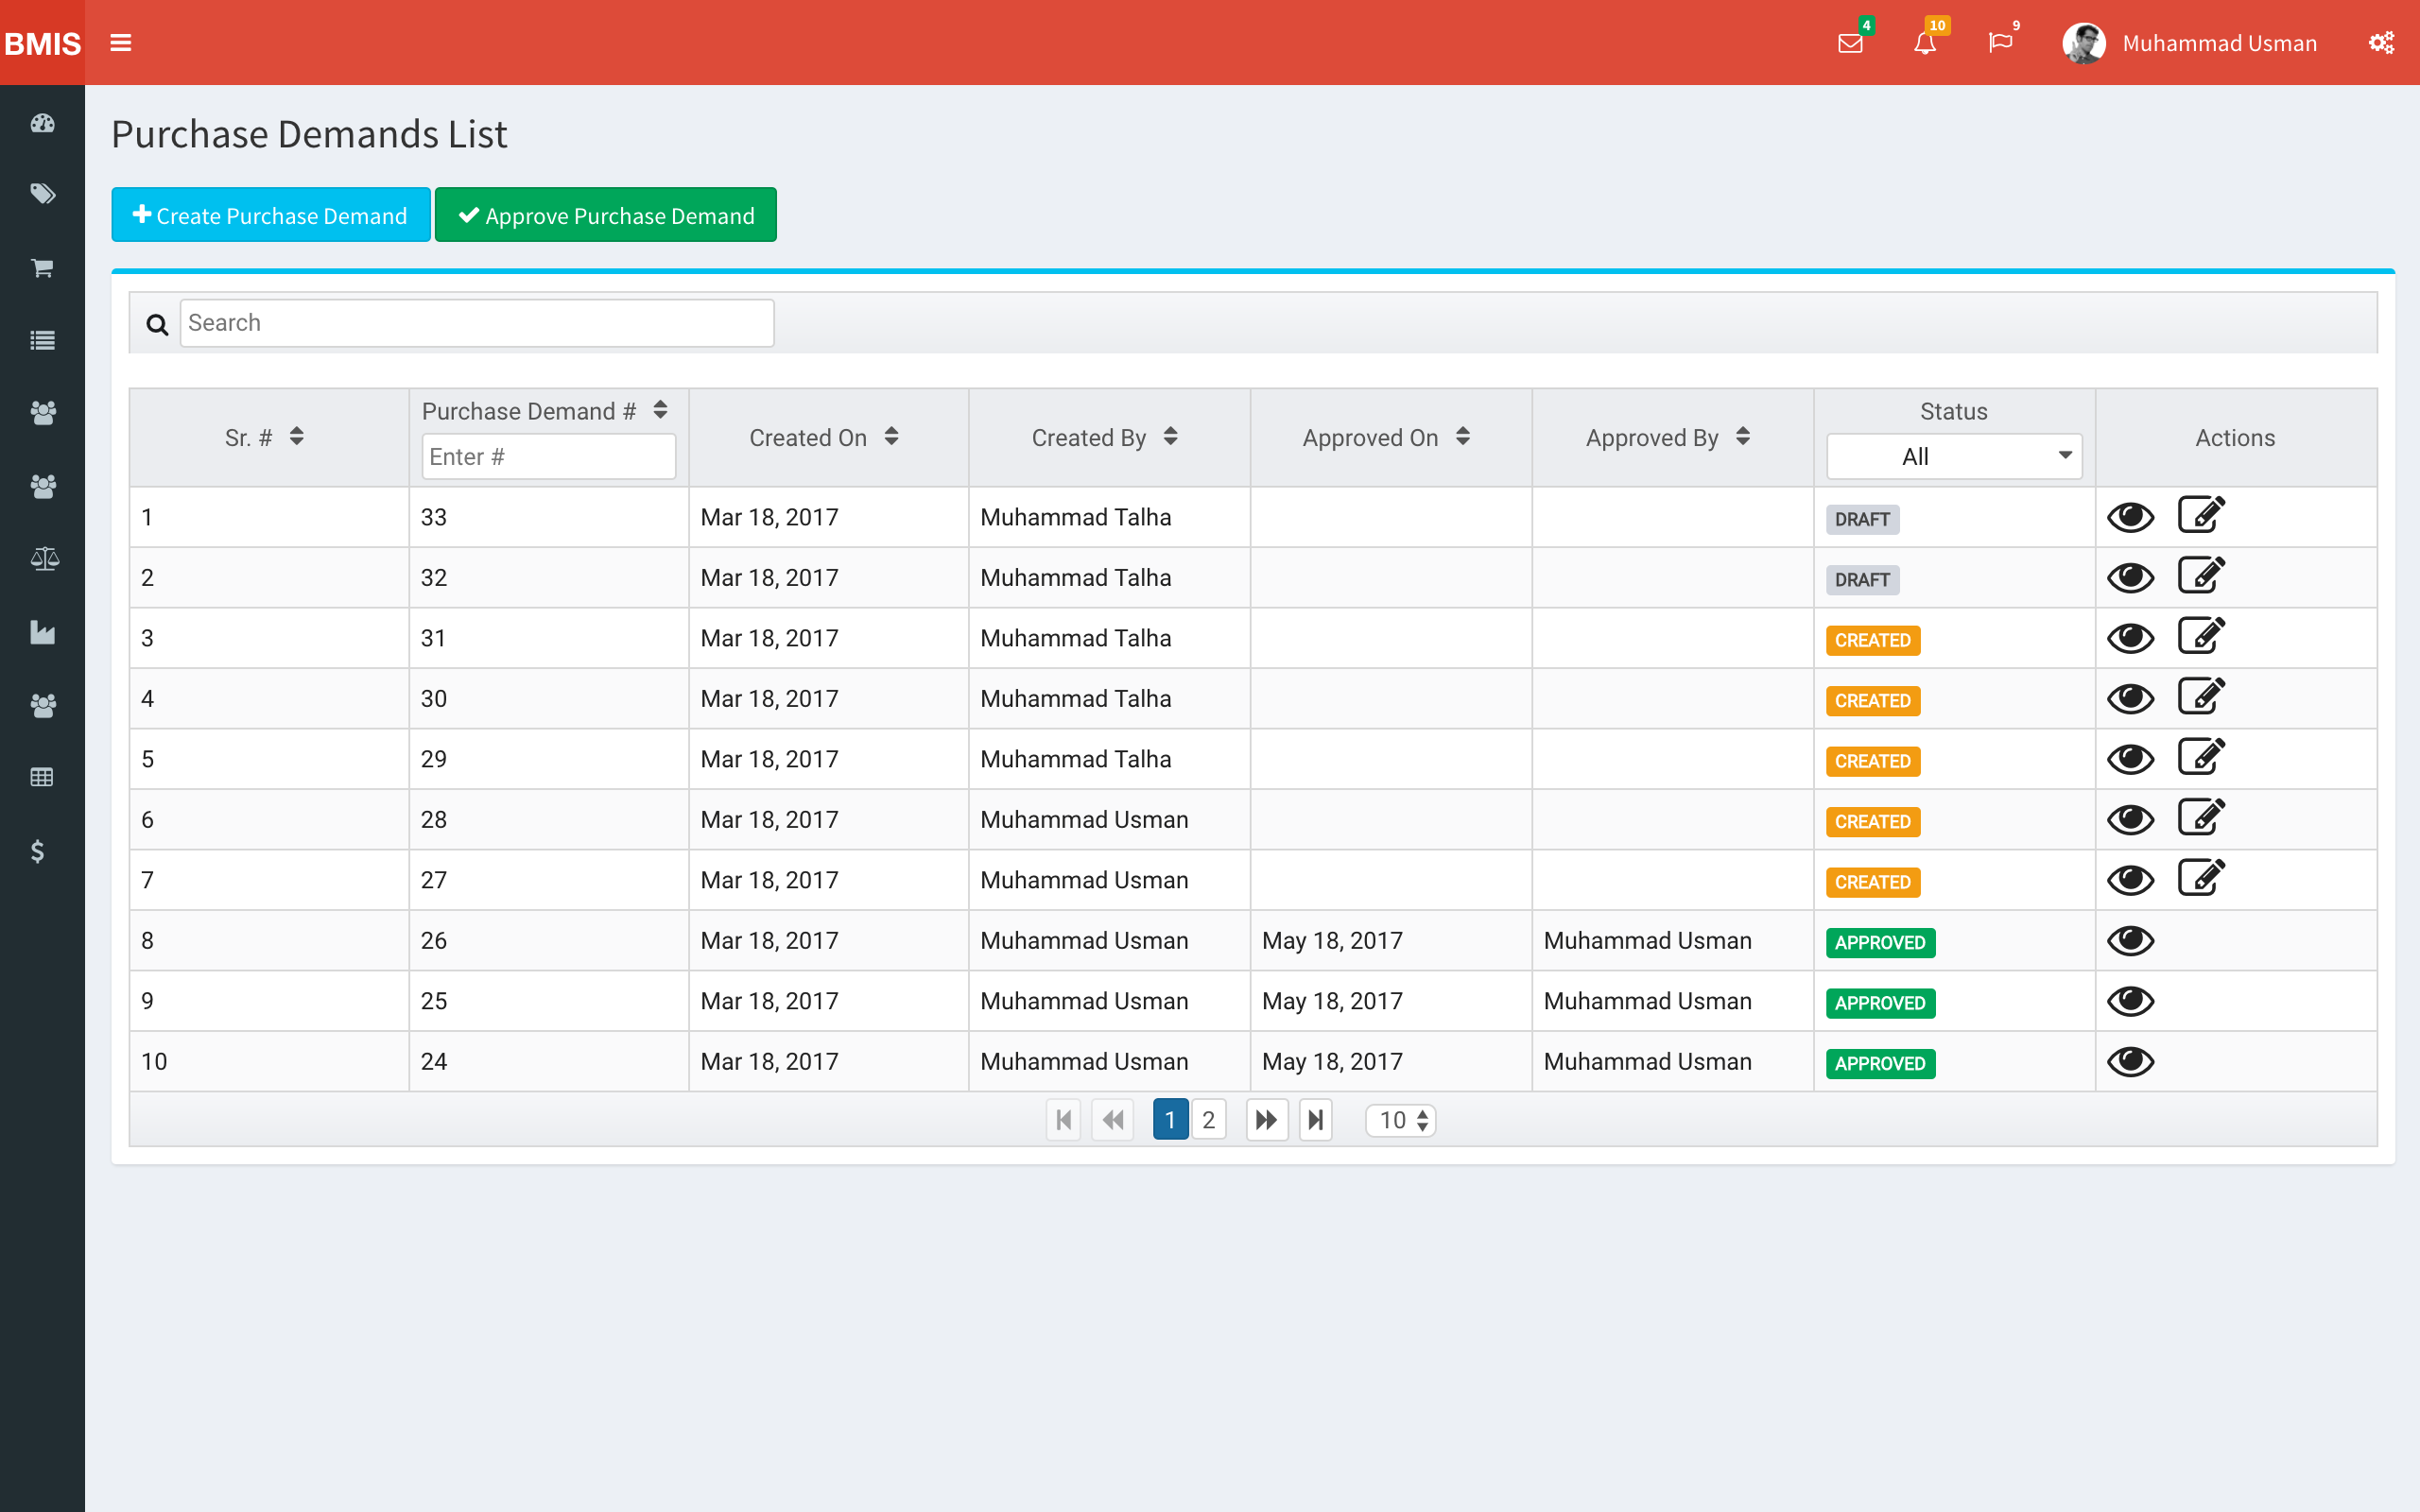 BMIS 4 10 9 Muhammad Usman
Purchase Demands List
Create Purchase Demand Approve Purchase Demand
Search
Sr. # Purchase Demand # Created On Created By Approved On Approved By Status Actions
Enter # All
1 33 Mar 18, 2017 Muhammad Talha DRAFT
2 32 Mar 18, 2017 Muhammad Talha DRAFT
3 31 Mar 18, 2017 Muhammad Talha CREATED
4 30 Mar 18, 2017 Muhammad Talha CREATED
5 29 Mar 18, 2017 Muhammad Talha CREATED
6 28 Mar 18, 2017 Muhammad Usman CREATED
7 27 Mar 18, 2017 Muhammad Usman CREATED
8 26 Mar 18, 2017 Muhammad Usman May 18, 2017 Muhammad Usman APPROVED
9 25 Mar 18, 2017 Muhammad Usman May 18, 2017 Muhammad Usman APPROVED
10 24 Mar 18, 2017 Muhammad Usman May 18, 2017 Muhammad Usman APPROVED
1 2 10